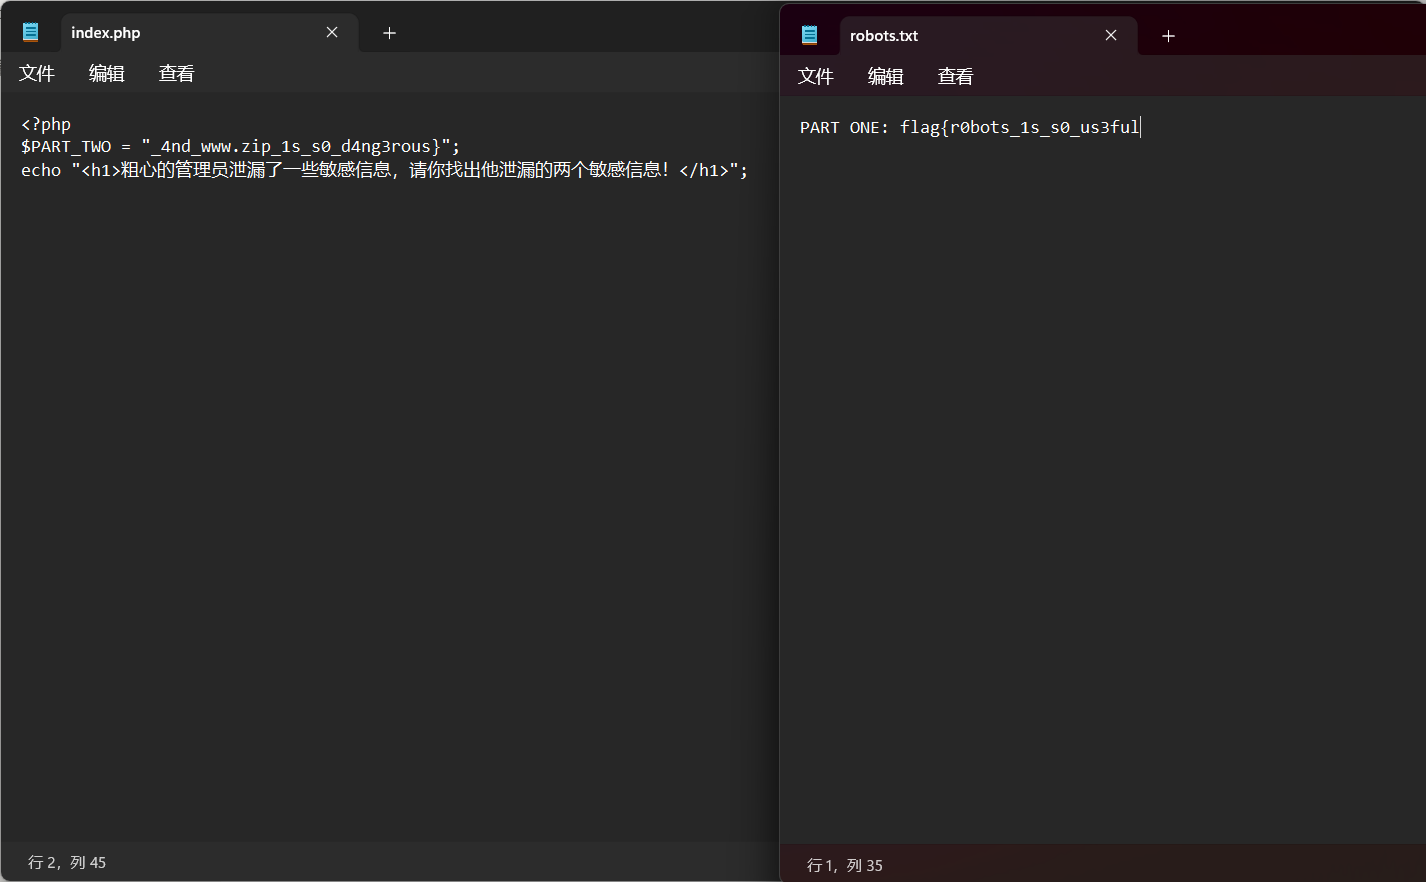 index.php
文件 编辑 查看
<?php
$PART_TWO = "_4nd_www.zip_1s_s0_d4ng3rous}";
echo "<h1>粗心的管理员泄漏了一些敏感信息，请你找出他泄漏的两个敏感信息！</h1>";
行 2，列 45
robots.txt
文件 编辑 查看
PART ONE: flag{r0bots_1s_s0_us3ful
行 1，列 35